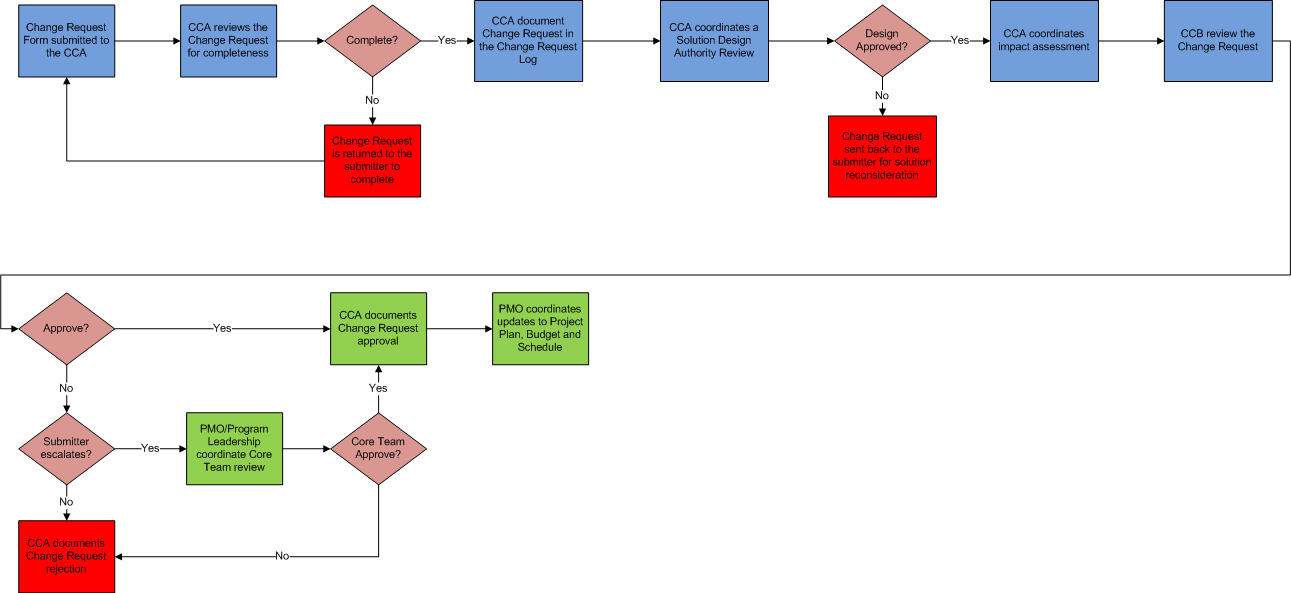 Change Request
Form submitted to
the CCA
CCA reviews the
Change Request
for completeness
Complete?
Yes
CCA document
Change Request in
the Change Request
Log
CCA coordinates a
Solution Design
Authority Review
Design
Approved?
Yes
CCA coordinates
impact assessment
CCB review the
Change Request
No
Change Request
is returned to the
submitter to
complete
No
Change Request
sent back to the
submitter for solution
reconsideration
Approve?
Yes
CCA documents
Change Request
approval
PMO coordinates
updates to Project
Plan, Budget and
Schedule
No
Yes
Submitter
escalates?
Yes
PMO/Program
Leadership
coordinate Core
Team review
Core Team
Approve?
No
CCA documents
Change Request
rejection
No